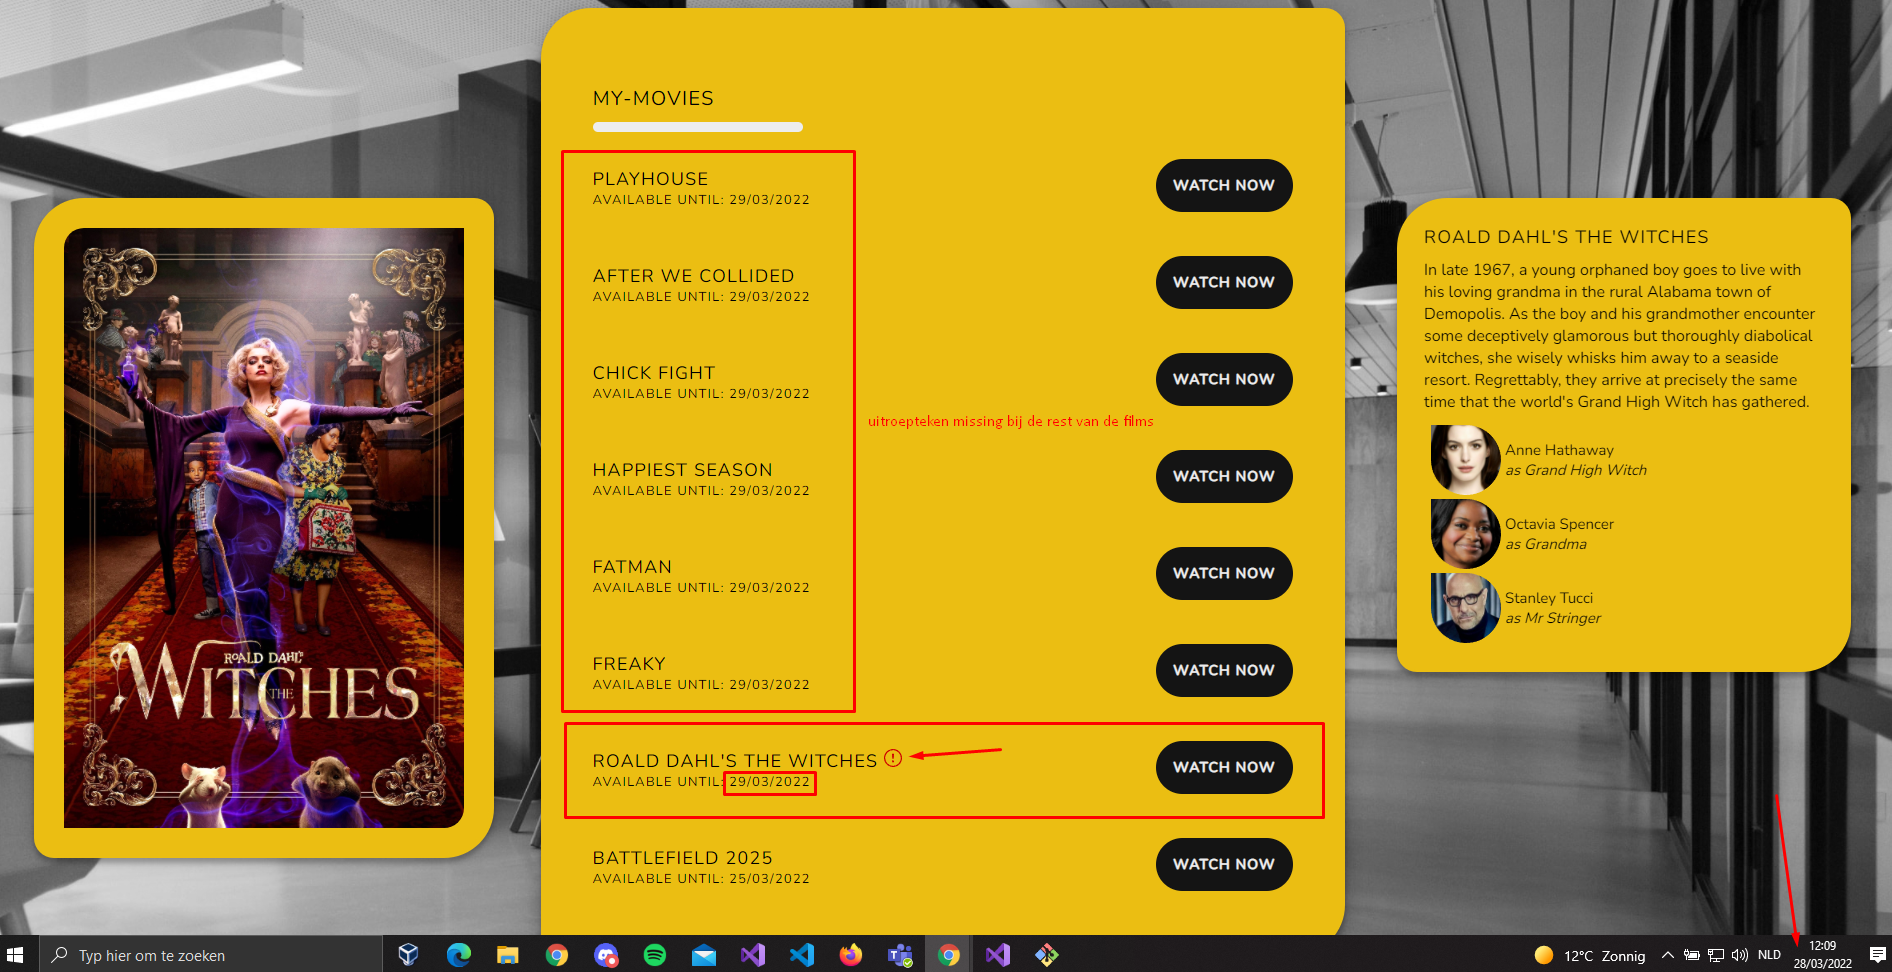 MY-MOVIES
PLAYHOUSE
AVAILABLE UNTIL: 29/03/2022
WATCH NOW
AFTER WE COLLIDED
AVAILABLE UNTIL: 29/03/2022
WATCH NOW
CHICK FIGHT
AVAILABLE UNTIL: 29/03/2022
WATCH NOW
uitroepteken missing bij de rest van de films
HAPPIEST SEASON
AVAILABLE UNTIL: 29/03/2022
WATCH NOW
FATMAN
AVAILABLE UNTIL: 29/03/2022
WATCH NOW
FREAKY
AVAILABLE UNTIL: 29/03/2022
WATCH NOW
ROALD DAHL'S THE WITCHES
AVAILABLE UNTIL: 29/03/2022
WATCH NOW
BATTLEFIELD 2025
AVAILABLE UNTIL: 25/03/2022
WATCH NOW
ROALD DAHL'S
THE
WITCHES
ROALD DAHL'S THE WITCHES
In late 1967, a young orphaned boy goes to live with
his loving grandma in the rural Alabama town of
Demopolis. As the boy and his grandmother encounter
some deceptively glamorous but thoroughly diabolical
witches, she wisely whisks him away to a seaside
resort. Regrettably, they arrive at precisely the same
time that the world's Grand High Witch has gathered.
Anne Hathaway
as Grand High Witch
Octavia Spencer
as Grandma
Stanley Tucci
as Mr Stringer
Typ hier om te zoeken
12°C Zonnig
NLD
12:09
28/03/2022